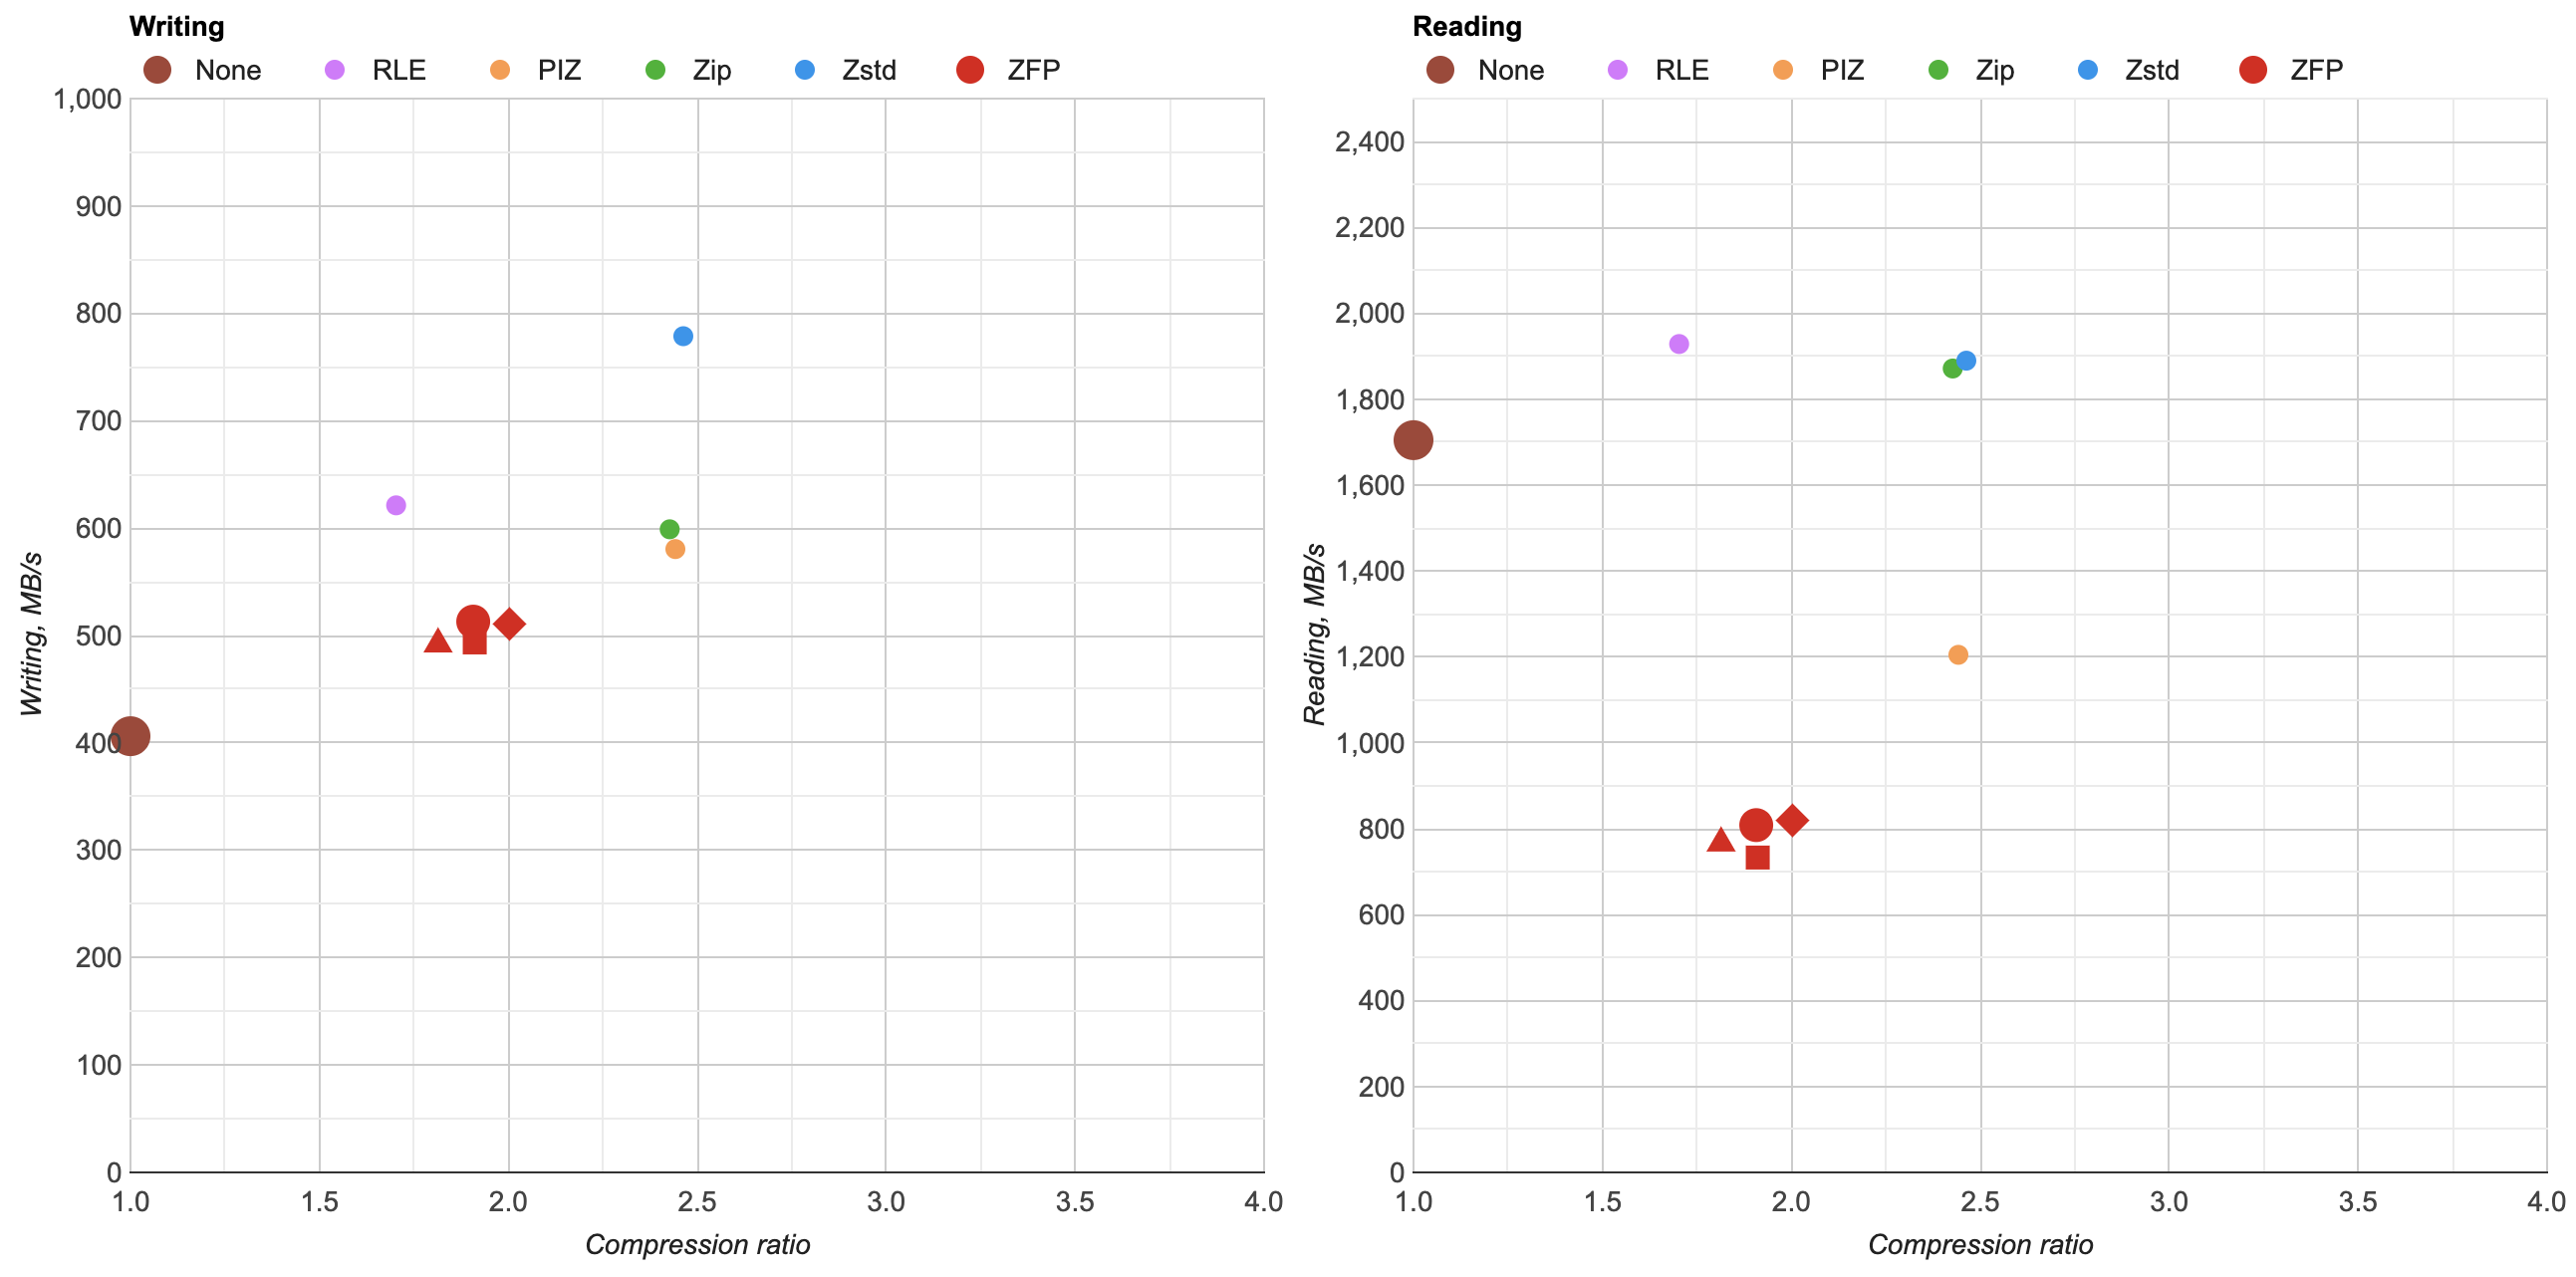 Writing
None RLE PIZ Zip Zstd ZFP
1,000
900
800
700
600
500
400
300
200
100
0
Writing, MB/s
1.0 1.5 2.0 2.5 3.0 3.5 4.0
Compression ratio
Reading
None RLE PIZ Zip Zstd ZFP
2,400
2,200
2,000
1,800
1,600
1,400
1,200
1,000
800
600
400
200
0
Reading, MB/s
1.0 1.5 2.0 2.5 3.0 3.5 4.0
Compression ratio